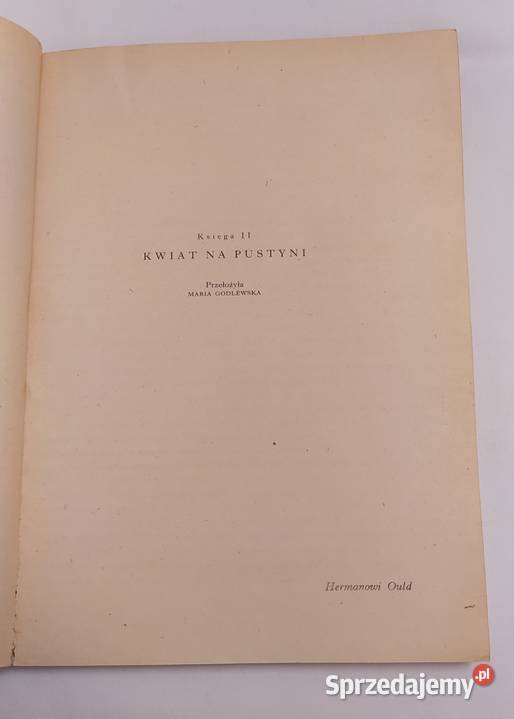 Księga II
KWIAT NA PUSTYNI
Przełożyła
MARIA GODLEWSKA
Hermanowi Ould
Sprzedajemy.pl